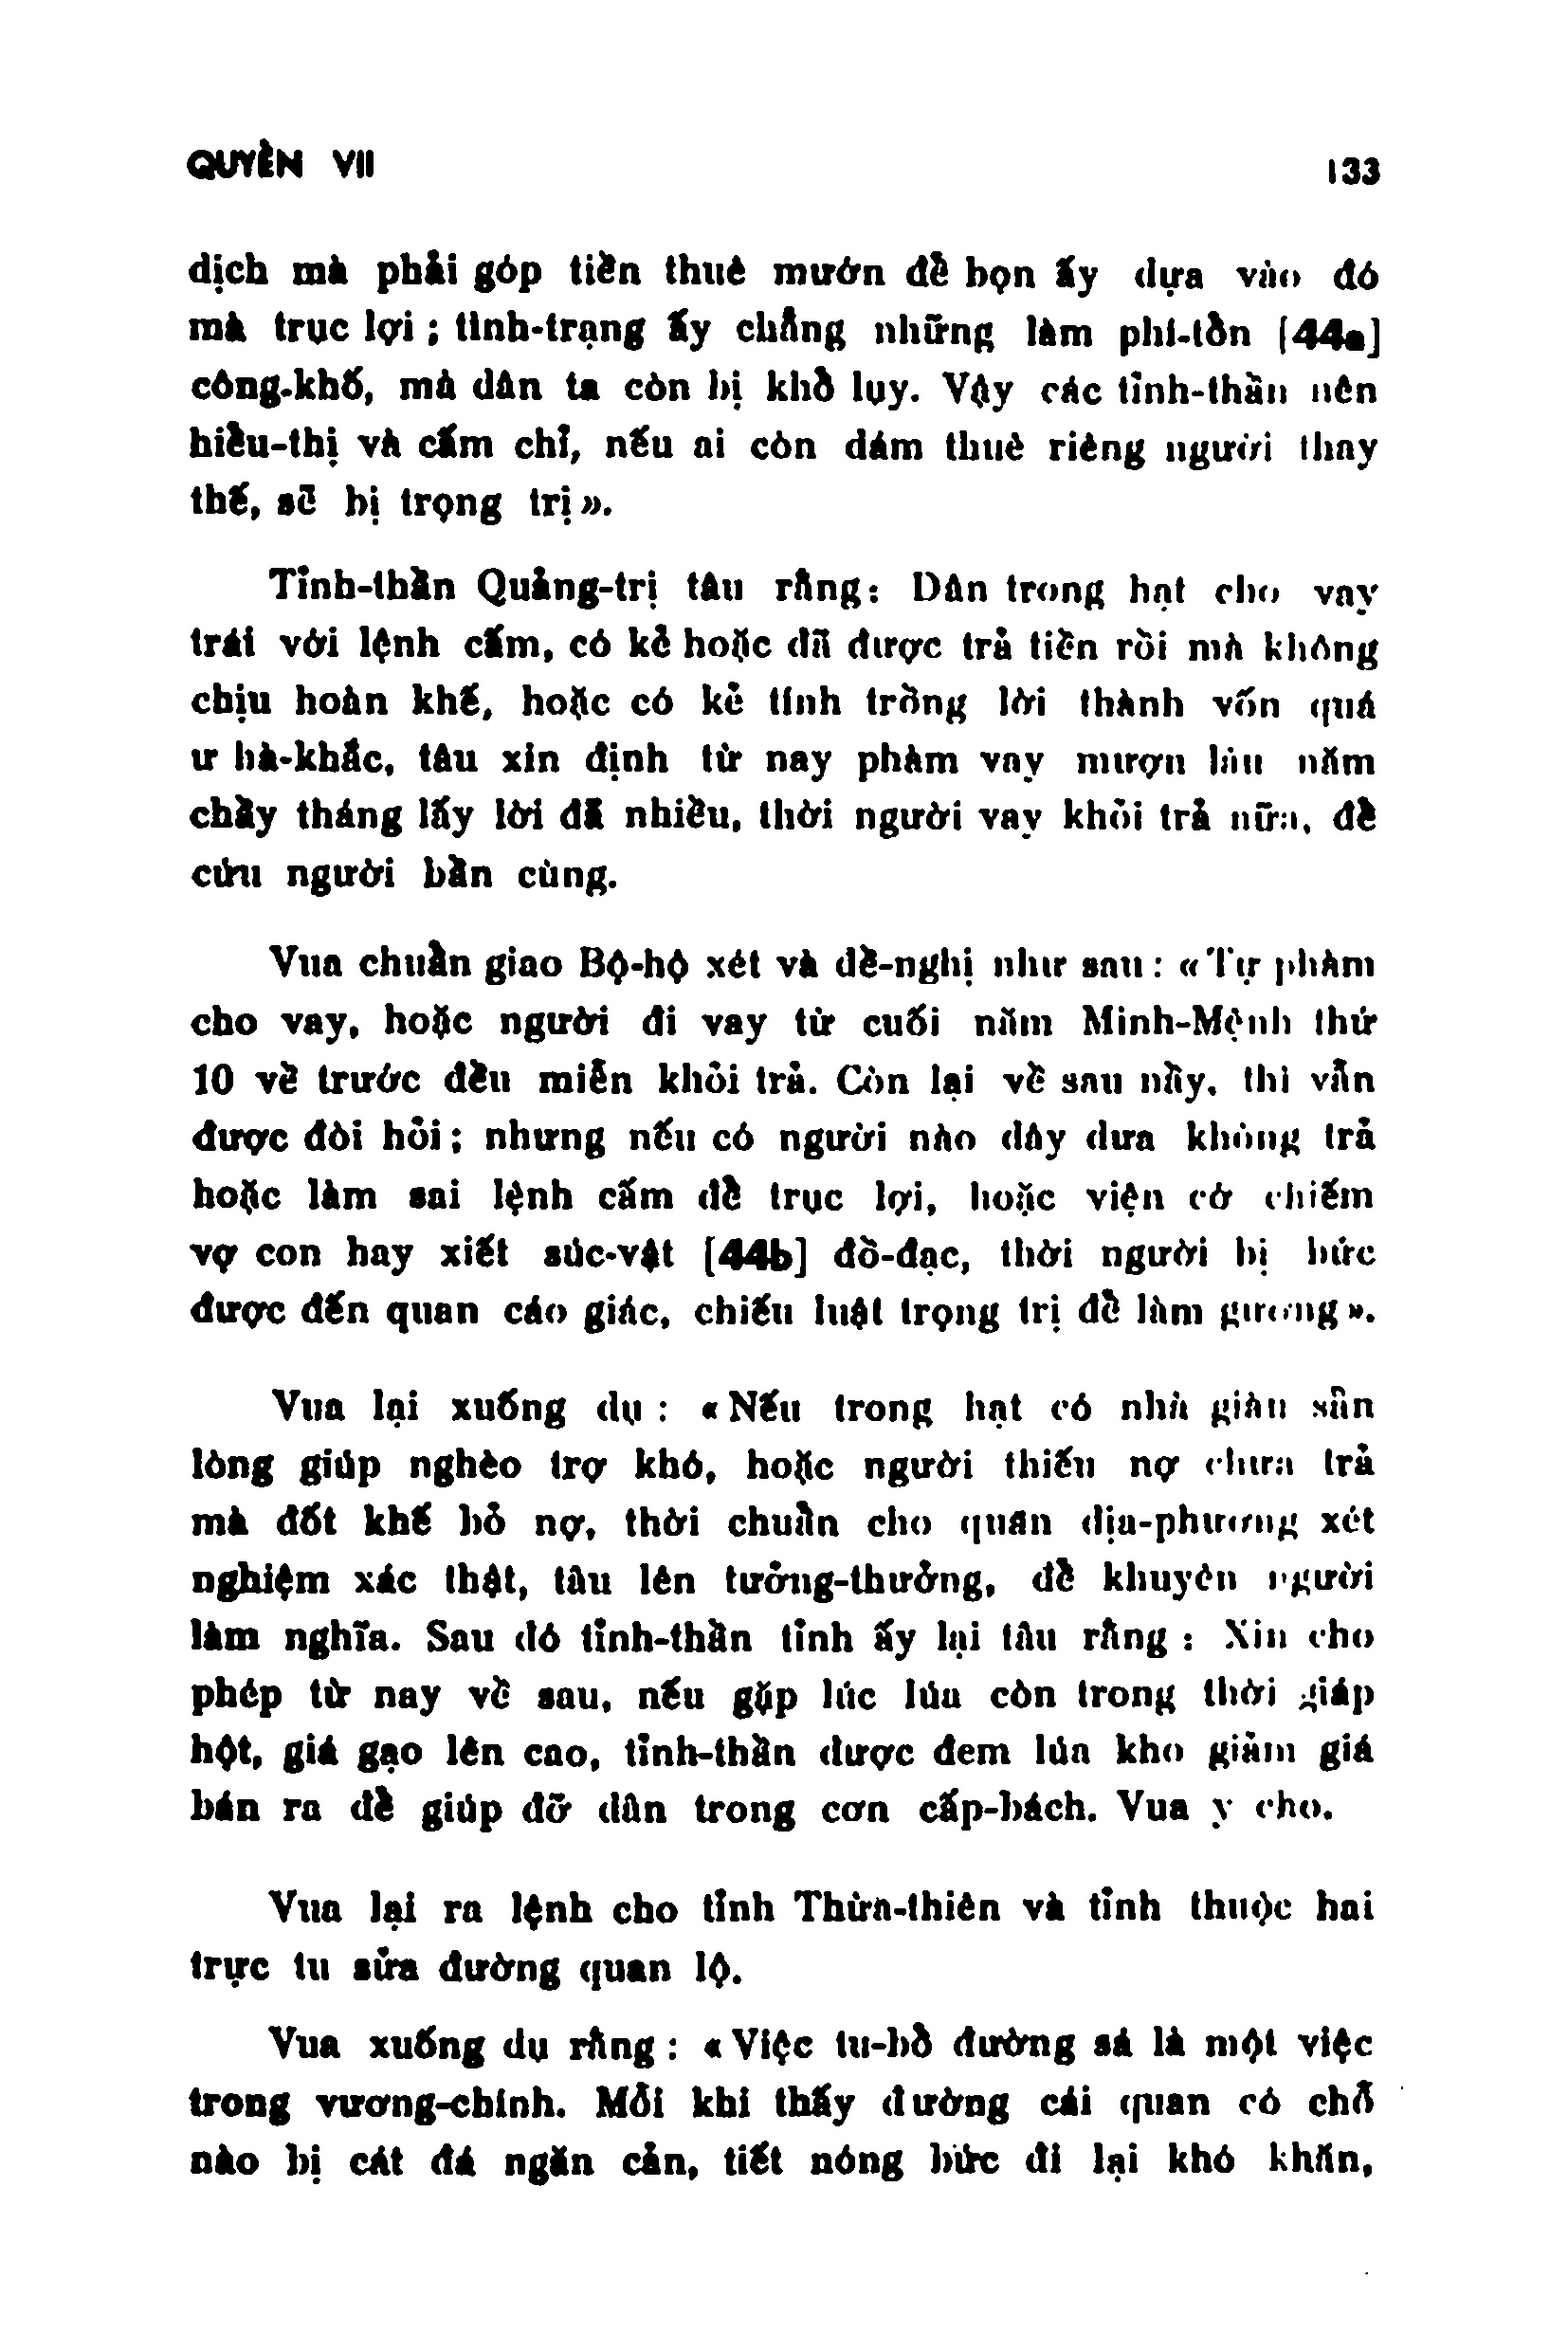 QUYỂN VII 133
dịch mà phải góp tiền thuê mướn để bọn ấy dựa vào đó
mà trục lợi ; tình-trạng ấy chẳng những làm phí-tổn [44a]
công-khố, mà dân ta còn bị khổ lụy. Vậy các tỉnh-thần nên
hiểu-thị và cấm chỉ, nếu ai còn dám thuê riêng người thay
thế, sẽ bị trọng trị ».
Tỉnh-thần Quảng-trị tâu rằng : Dân trong hạt cho vay
trái với lệnh cấm, có kẻ hoặc đã được trả tiền rồi mà không
chịu hoàn khế, hoặc có kẻ tính trồng lời thành vốn quá
ư hà-khắc, tâu xin định từ nay phàm vay mượn lâu năm
chầy tháng lấy lời đã nhiều, thời người vay khỏi trả nữa, để
cứu người bần cùng.
Vua chuẩn giao Bộ-hộ xét và đề-nghị như sau : « Tự phàm
cho vay, hoặc người đi vay từ cuối năm Minh-Mệnh thứ
10 về trước đều miễn khỏi trả. Còn lại về sau nầy, thì vẫn
được đòi hỏi ; nhưng nếu có người nào dây dưa không trả
hoặc làm sai lệnh cấm để trục lợi, hoặc viện cớ chiếm
vợ con hay xiết súc-vật [44b] đồ-đạc, thời người bị bức
được đến quan cáo giác, chiếu luật trọng trị để làm gương ».
Vua lại xuống dụ : « Nếu trong hạt có nhà giàu sẵn
lòng giúp nghèo trợ khó, hoặc người thiếu nợ chưa trả
mà đốt khế bỏ nợ, thời chuẩn cho quan địa-phương xét
nghiệm xác thật, tâu lên tưởng-thưởng, để khuyên người
làm nghĩa. Sau đó tỉnh-thần tỉnh ấy lại tâu rằng : Xin cho
phép từ nay về sau, nếu gặp lúc lúa còn trong thời giáp
hột, giá gạo lên cao, tỉnh-thần được đem lúa kho giảm giá
bán ra để giúp đỡ dân trong cơn cấp-bách. Vua y cho.
Vua lại ra lệnh cho tỉnh Thừa-thiên và tỉnh thuộc hai
trực tu sửa đường quan lộ.
Vua xuống dụ rằng : « Việc tu-bổ đường sá là một việc
trong vương-chính. Mỗi khi thấy đường cái quan có chỗ
nào bị cát đá ngăn cản, tiết nóng bức đi lại khó khăn,